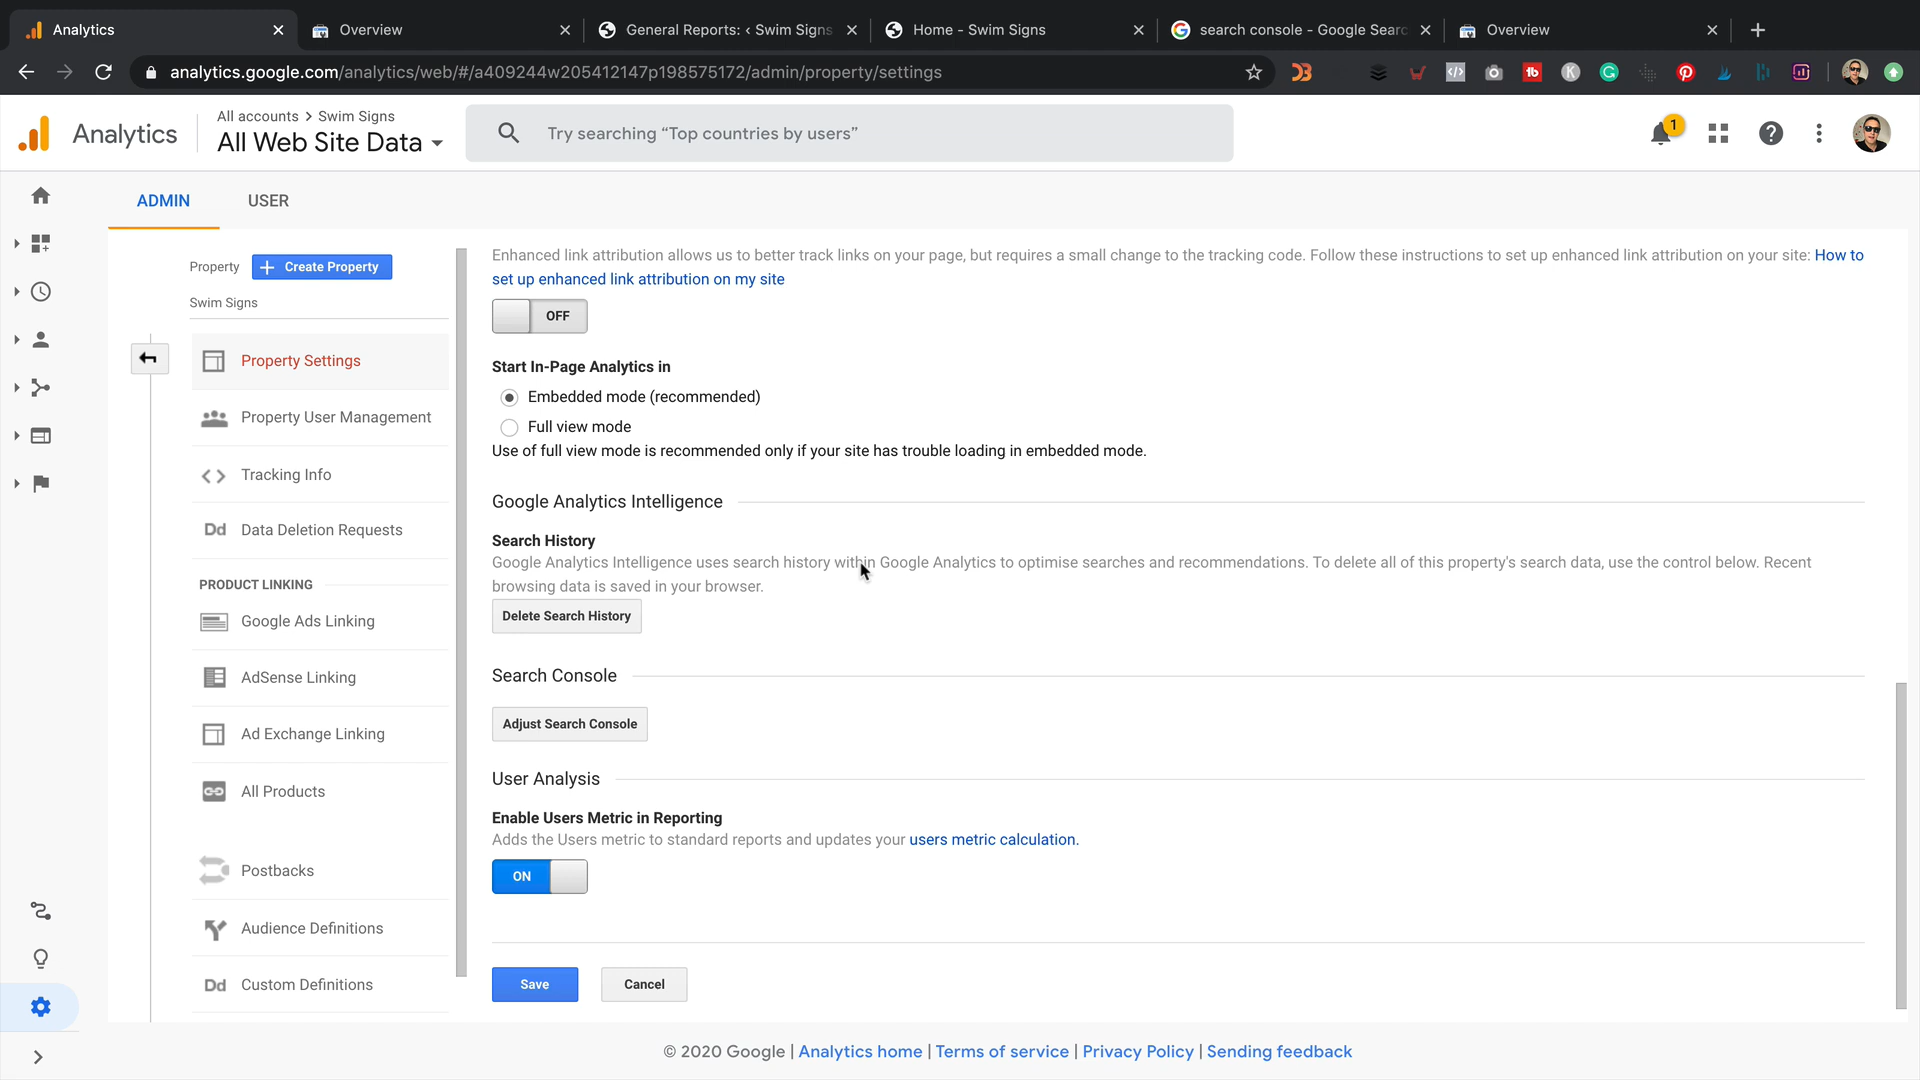 Analytics
Overview
General Reports: ‹ Swim Signs
Home - Swim Signs
search console - Google Searc
Overview
analytics.google.com/analytics/web/#/a409244w205412147p198575172/admin/property/settings
Analytics
All accounts > Swim Signs
All Web Site Data
Try searching “Top countries by users”
1
ADMIN
USER
Property
+ Create Property
Swim Signs
Property Settings
Property User Management
Tracking Info
Dd Data Deletion Requests
PRODUCT LINKING
Google Ads Linking
AdSense Linking
Ad Exchange Linking
All Products
Postbacks
Audience Definitions
Dd Custom Definitions
Enhanced link attribution allows us to better track links on your page, but requires a small change to the tracking code. Follow these instructions to set up enhanced link attribution on your site: How to
set up enhanced link attribution on my site
OFF
Start In-Page Analytics in
Embedded mode (recommended)
Full view mode
Use of full view mode is recommended only if your site has trouble loading in embedded mode.
Google Analytics Intelligence
Search History
Google Analytics Intelligence uses search history within Google Analytics to optimise searches and recommendations. To delete all of this property's search data, use the control below. Recent
browsing data is saved in your browser.
Delete Search History
Search Console
Adjust Search Console
User Analysis
Enable Users Metric in Reporting
Adds the Users metric to standard reports and updates your users metric calculation.
ON
Save
Cancel
© 2020 Google | Analytics home | Terms of service | Privacy Policy | Sending feedback